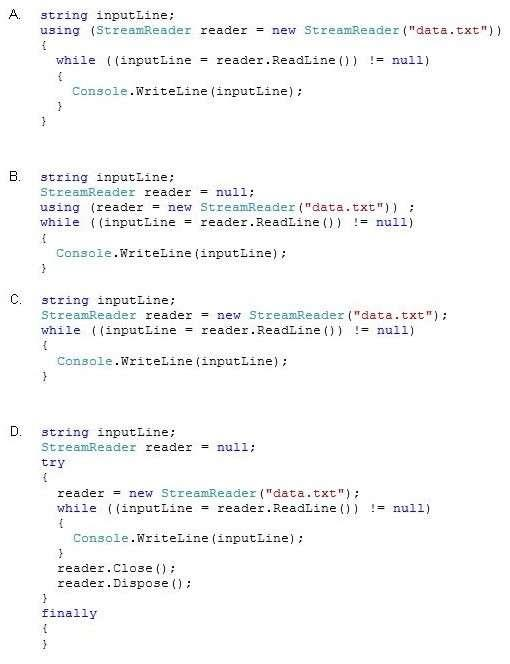 A. string inputLine;
using (StreamReader reader = new StreamReader("data.txt"))
{
while ((inputLine = reader.ReadLine()) != null)
{
Console.WriteLine(inputLine);
}
}
B. string inputLine;
StreamReader reader = null;
using (reader = new StreamReader("data.txt")) ;
while ((inputLine = reader.ReadLine()) != null)
{
Console.WriteLine(inputLine);
}
C. string inputLine;
StreamReader reader = new StreamReader("data.txt");
while ((inputLine = reader.ReadLine()) != null)
{
Console.WriteLine(inputLine);
}
D. string inputLine;
StreamReader reader = null;
try
{
reader = new StreamReader("data.txt");
while ((inputLine = reader.ReadLine()) != null)
{
Console.WriteLine(inputLine);
}
reader.Close();
reader.Dispose();
}
finally
{
}